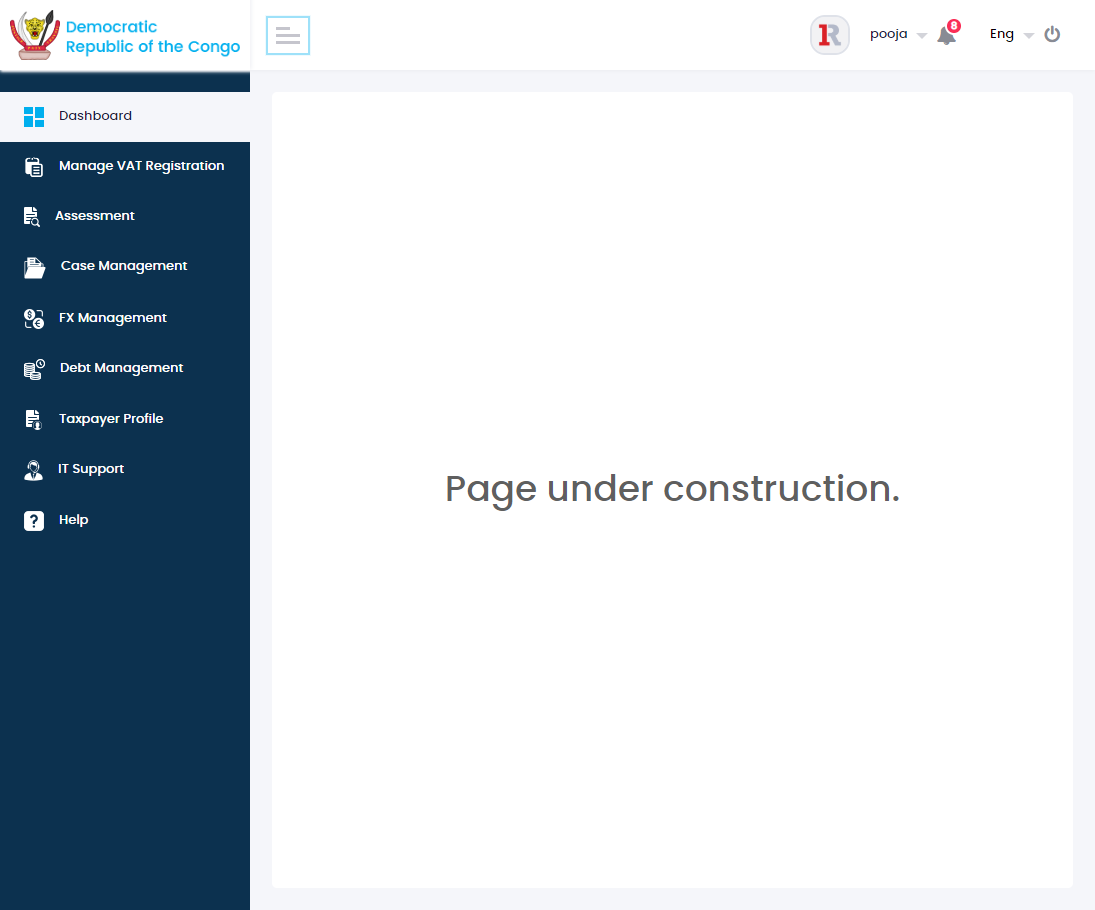 Democratic
Republic of the Congo
1R
pooja
8
Eng
Dashboard
Manage VAT Registration
Assessment
Case Management
FX Management
Debt Management
Taxpayer Profile
IT Support
Help
Page under construction.